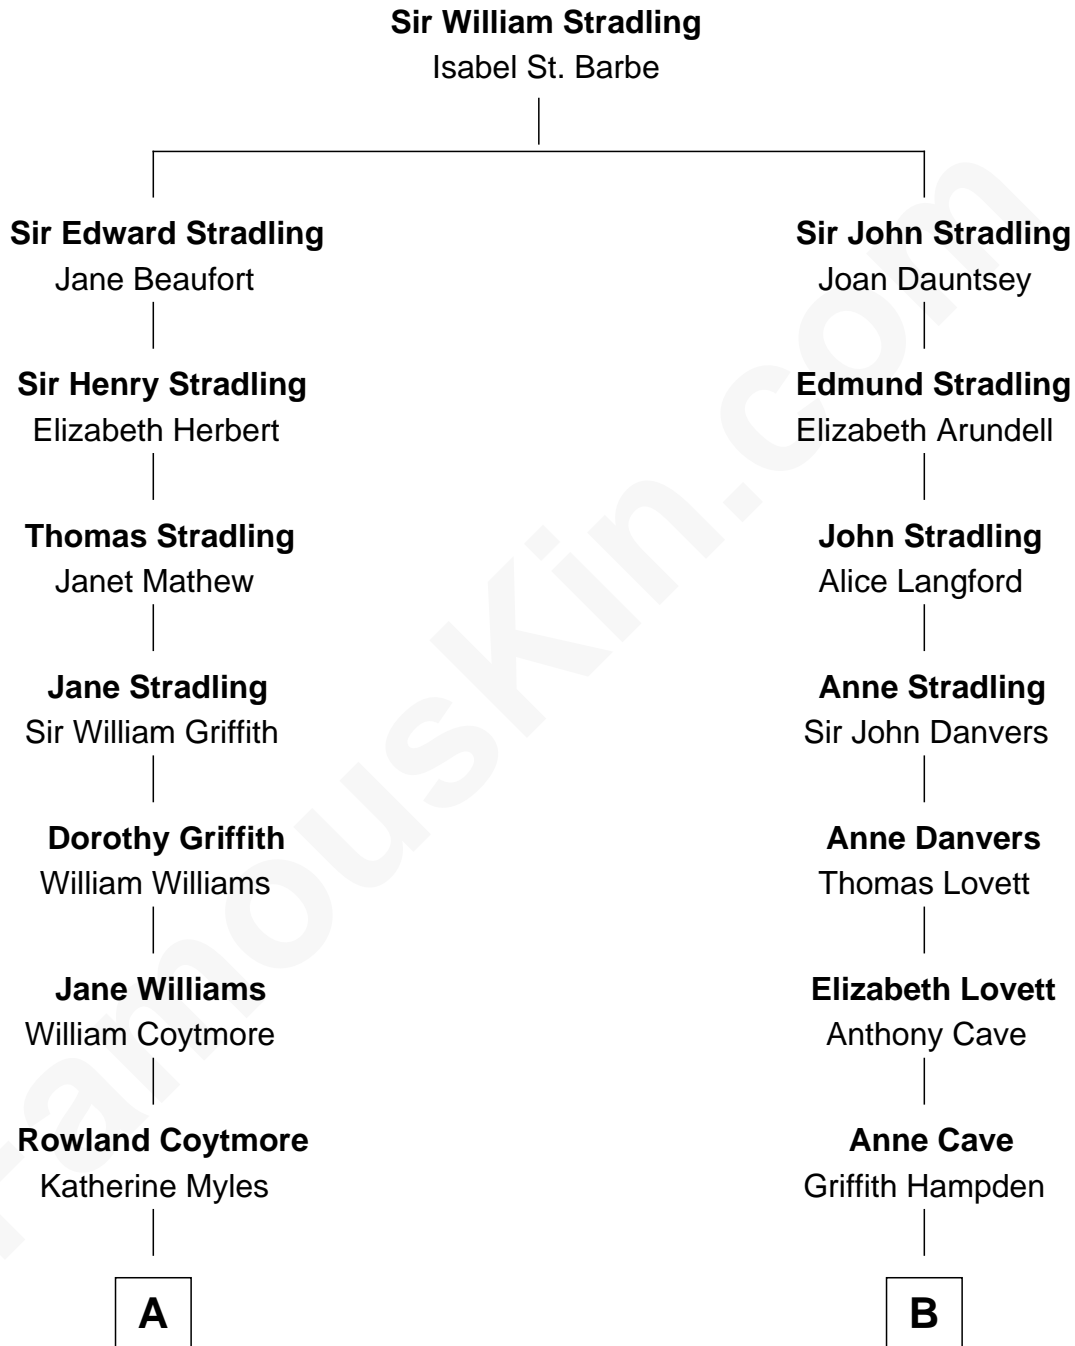 Sir William Stradling
Isabel St. Barbe
Sir Edward Stradling
Jane Beaufort
Sir Henry Stradling
Elizabeth Herbert
Thomas Stradling
Janet Mathew
Jane Stradling
Sir William Griffith
Dorothy Griffith
William Williams
Jane Williams
William Coytmore
Rowland Coytmore
Katherine Myles
A
Sir John Stradling
Joan Dauntsey
Edmund Stradling
Elizabeth Arundell
John Stradling
Alice Langford
Anne Stradling
Sir John Danvers
Anne Danvers
Thomas Lovett
Elizabeth Lovett
Anthony Cave
Anne Cave
Griffith Hampden
B
FamousKin.com